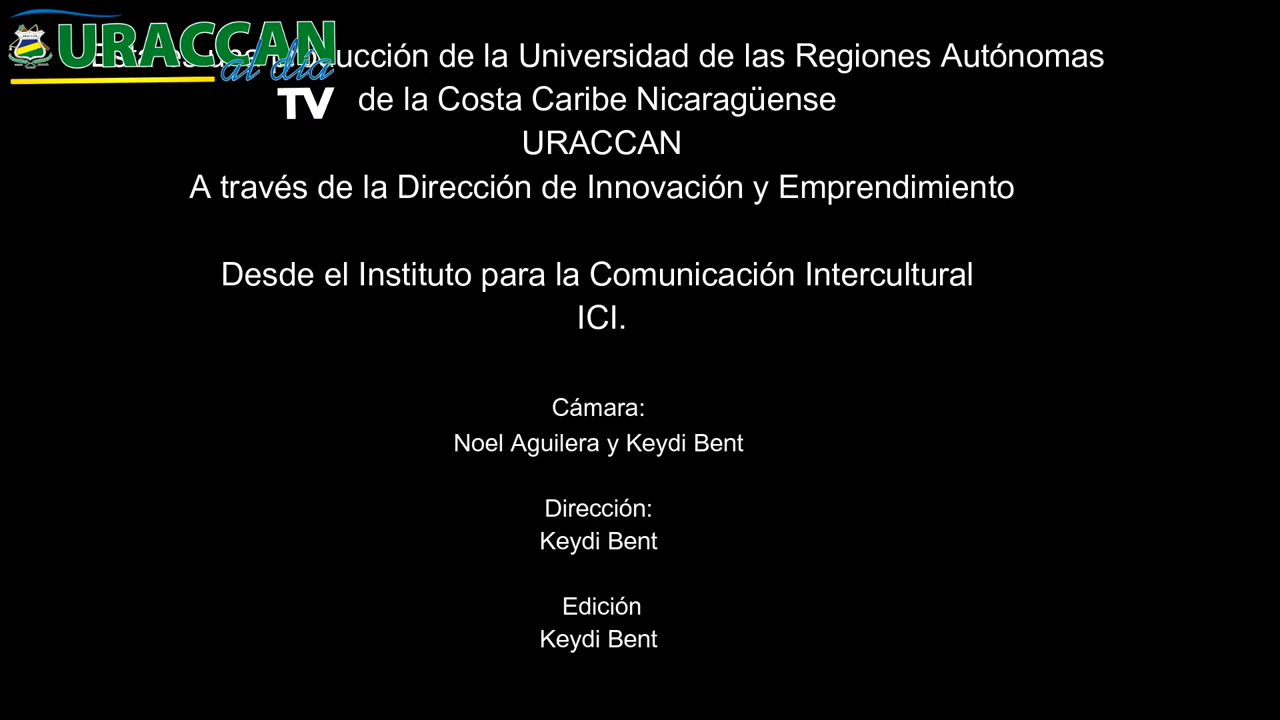 URACCAN
al día
TV
ucción de la Universidad de las Regiones Autónomas
de la Costa Caribe Nicaragüense
URACCAN
A través de la Dirección de Innovación y Emprendimiento
Desde el Instituto para la Comunicación Intercultural
ICI.
Cámara:
Noel Aguilera y Keydi Bent
Dirección:
Keydi Bent
Edición
Keydi Bent